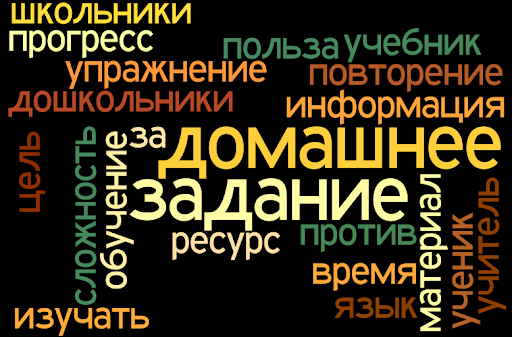 школьники
прогресс
польза
учебник
упражнение
повторение
дошкольники
информация
за
домашнее
задание
цель
сложность
обучение
ресурс
против
материал
ученик
учитель
время
язык
изучать